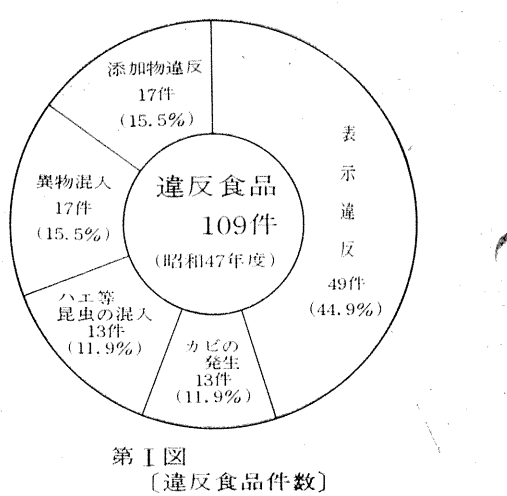 添加物違反
17件
(15.5%)
表示違反
49件
(44.9%)
異物混入
17件
(15.5%)
違反食品
109件
(昭和47年度)
ハエ等
昆虫の混入
13件
(11.9%)
カビの
発生
13件
(11.9%)
第I図
〔違反食品件数〕